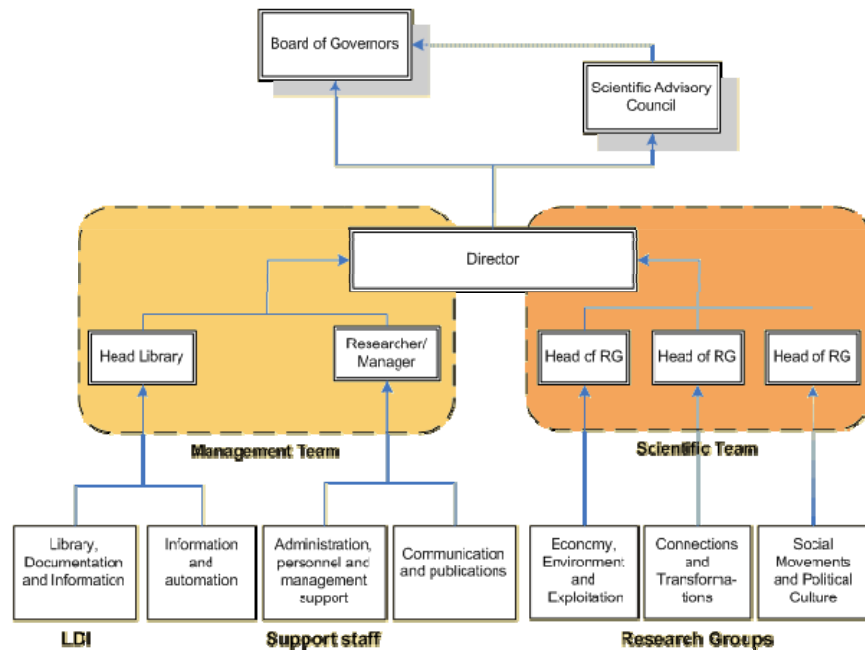 Board of Governors
Scientific Advisory
Council
Director
Head Library
Researcher/
Manager
Head of RG
Head of RG
Head of RG
Management Team
Scientific Team
Library,
Documentation
and Information
Information
and
automation
Administration,
personnel and
management
support
Communication
and publications
Economy,
Environment
and
Exploitation
Connections
and
Transforma-
tions
Social
Movements
and Political
Culture
LDI
Support staff
Research Groups